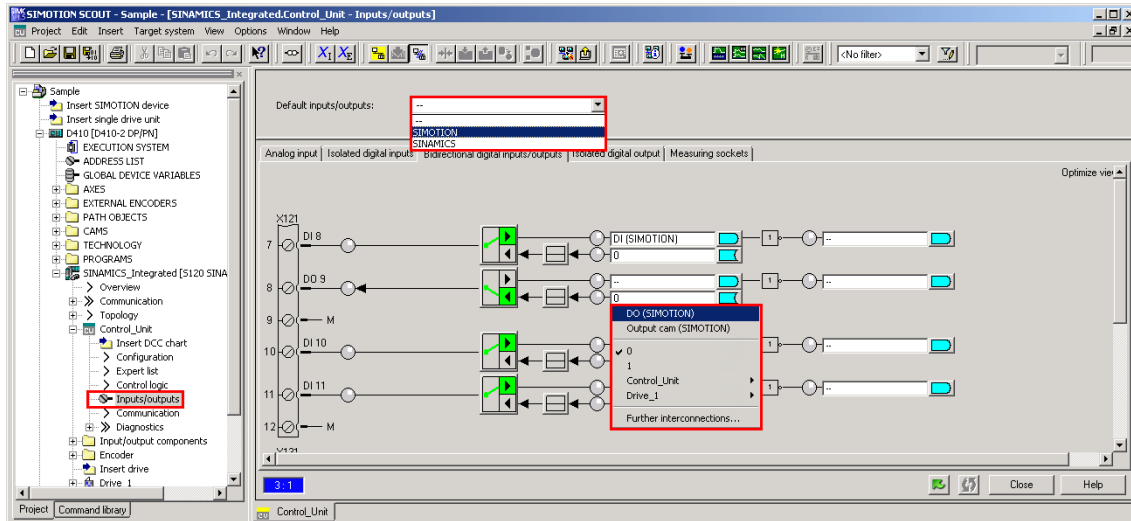 SIMOTION SCOUT - Sample - [SINAMICS_Integrated.Control_Unit - Inputs/outputs]
Project Edit Insert Target system View Options Window Help
<No filter>
Sample
Insert SIMOTION device
Insert single drive unit
D410 [D410-2 DP/PN]
EXECUTION SYSTEM
ADDRESS LIST
GLOBAL DEVICE VARIABLES
AXES
EXTERNAL ENCODERS
PATH OBJECTS
CAMS
TECHNOLOGY
PROGRAMS
SINAMICS_Integrated [S120 SINA
Overview
Communication
Topology
Control_Unit
Insert DCC chart
Configuration
Expert list
Control logic
Inputs/outputs
Communication
Diagnostics
Input/output components
Encoder
Insert drive
Drive_1
Project Command library
Default inputs/outputs: --
--
SIMOTION
SINAMICS
Analog input Isolated digital inputs Bidirectional digital inputs/outputs Isolated digital output Measuring sockets
Optimize vie
X121
7 DI 8 DI (SIMOTION) 1 --
0
8 DO 9 -- 1 --
0
9 M
10 DI 10 1 --
11 DI 11 1 --
12 M
X131
DO (SIMOTION)
Output cam (SIMOTION)
0
1
Control_Unit
Drive_1
Further interconnections...
3:1 Close Help
Control_Unit